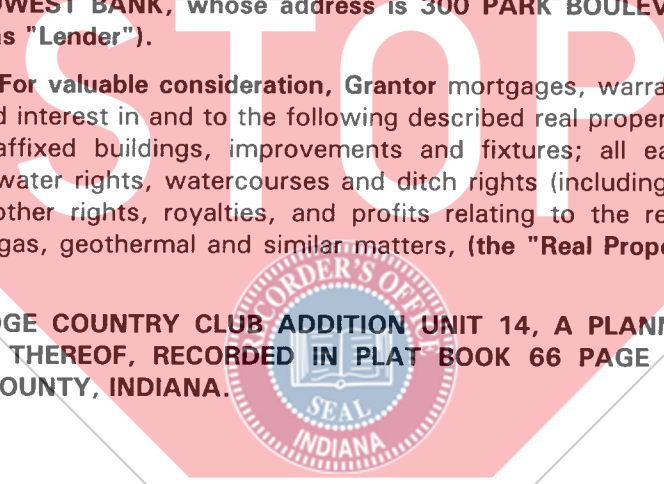 STOP
WEST BANK, whose address is 300 PARK BOULEV
as "Lender").
For valuable consideration, Grantor mortgages, warra
d interest in and to the following described real proper
affixed buildings, improvements and fixtures; all ea
water rights, watercourses and ditch rights (including
other rights, royalties, and profits relating to the re
gas, geothermal and similar matters, (the "Real Prope
RECORDER'S OFFICE
DGE COUNTRY CLUB ADDITION UNIT 14, A PLANN
THEREOF, RECORDED IN PLAT BOOK 66 PAGE
OUNTY, INDIANA.
SEAL
INDIANA